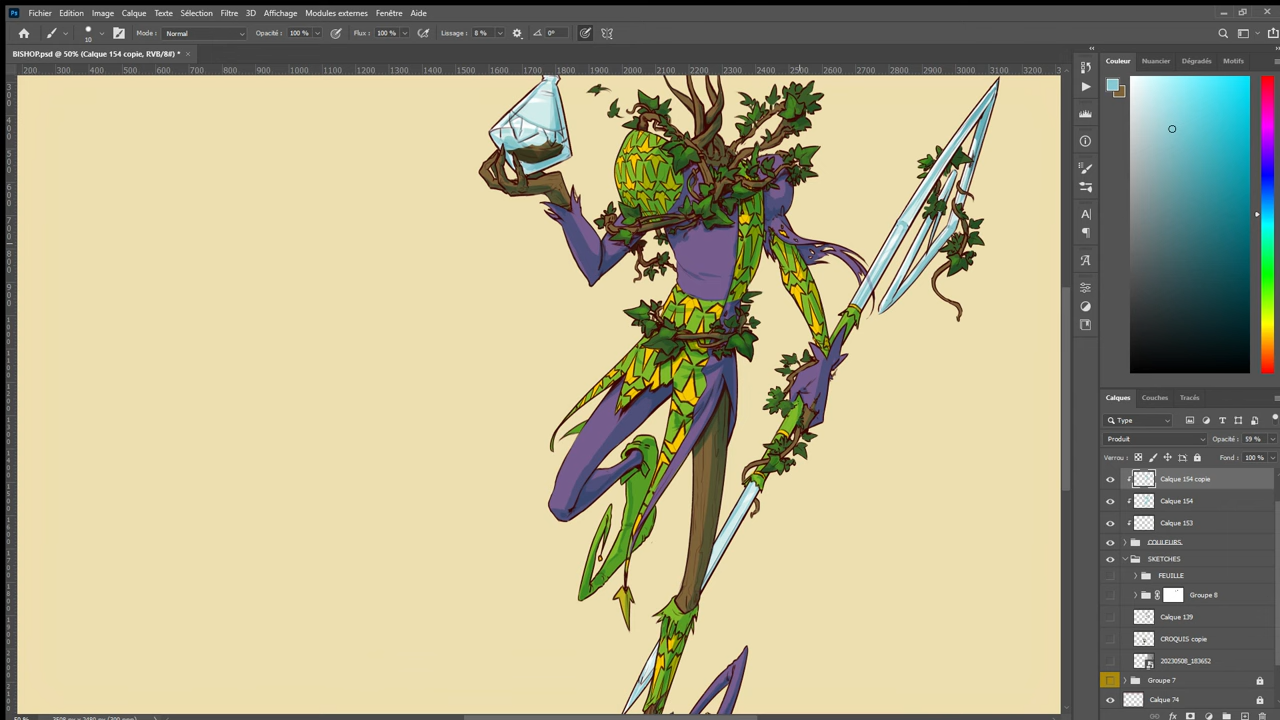 Ps Fichier Edition Image Calque Texte Sélection Filtre 3D Affichage Modules externes Fenêtre Aide
10 Mode : Normal Opacité : 100 % Flux : 100 % Lissage : 8 % 0°
BISHOP.psd @ 50% (Calque 154 copie, RVB/8#) * ×
200 300 400 500 600 700 800 900 1000 1100 1200 1300 1400 1500 1600 1700 1800 1900 2000 2100 2200 2300 2400 2500 2600 2700 2800 2900 3000 3100
Couleur Nuancier Dégradés Motifs
Calques Couches Tracés
Type
Produit Opacité : 59 %
Verrou : Fond : 100 %
Calque 154 copie
Calque 154
Calque 153
COULEURS
SKETCHES
FEUILLE
Groupe 8
Calque 139
CROQUIS copie
20230508_183652
Groupe 7
Calque 74
fx